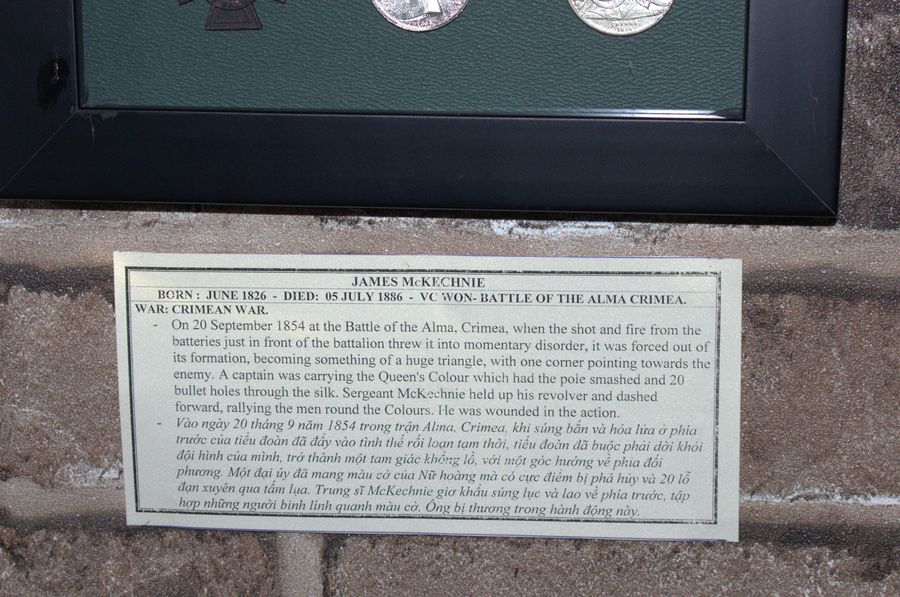 JAMES McKECHNIE
BORN : JUNE 1826 - DIED: 05 JULY 1886 - VC WON- BATTLE OF THE ALMA CRIMEA.
WAR: CRIMEAN WAR.
- On 20 September 1854 at the Battle of the Alma, Crimea, when the shot and fire from the
batteries just in front of the battalion threw it into momentary disorder, it was forced out of
its formation, becoming something of a huge triangle, with one corner pointing towards the
enemy. A captain was carrying the Queen's Colour which had the pole smashed and 20
bullet holes through the silk. Sergeant McKechnie held up his revolver and dashed
forward, rallying the men round the Colours. He was wounded in the action.
- Vào ngày 20 tháng 9 năm 1854 trong trận Alma, Crimea, khi súng bắn và hỏa lửa ở phía
trước của tiểu đoàn đã đẩy vào tình thế rối loạn tạm thời, tiểu đoàn đã buộc phải dời khỏi
đội hình của mình, trở thành một tam giác khổng lồ, với một góc hướng về phía đối
phương. Một đại úy đã mang màu cờ của Nữ hoàng mà có cực điểm bị phá hủy và 20 lỗ
đạn xuyên qua tấm lụa. Trung sĩ McKechnie giơ khẩu súng lục và lao về phía trước, tập
hợp những người binh lính quanh màu cờ. Ông bị thương trong hành động này.